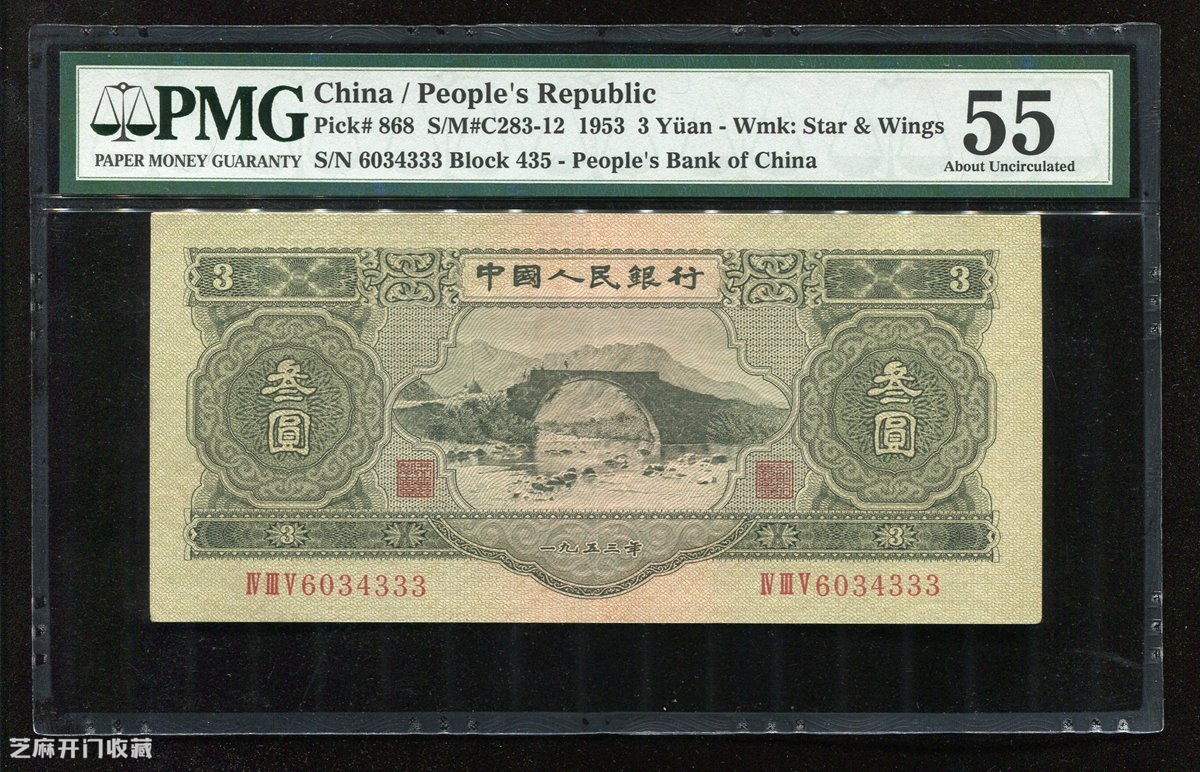 PMG
PAPER MONEY GUARANTY
China / People's Republic
Pick# 868 S/M#C283-12 1953 3 Yüan - Wmk: Star & Wings
S/N 6034333 Block 435 - People's Bank of China
55
About Uncirculated
3
中國人民銀行
3
叁圓
叁圓
3
一九五三年
3
ⅣⅢⅤ6034333
ⅣⅢⅤ6034333
芝麻开门收藏